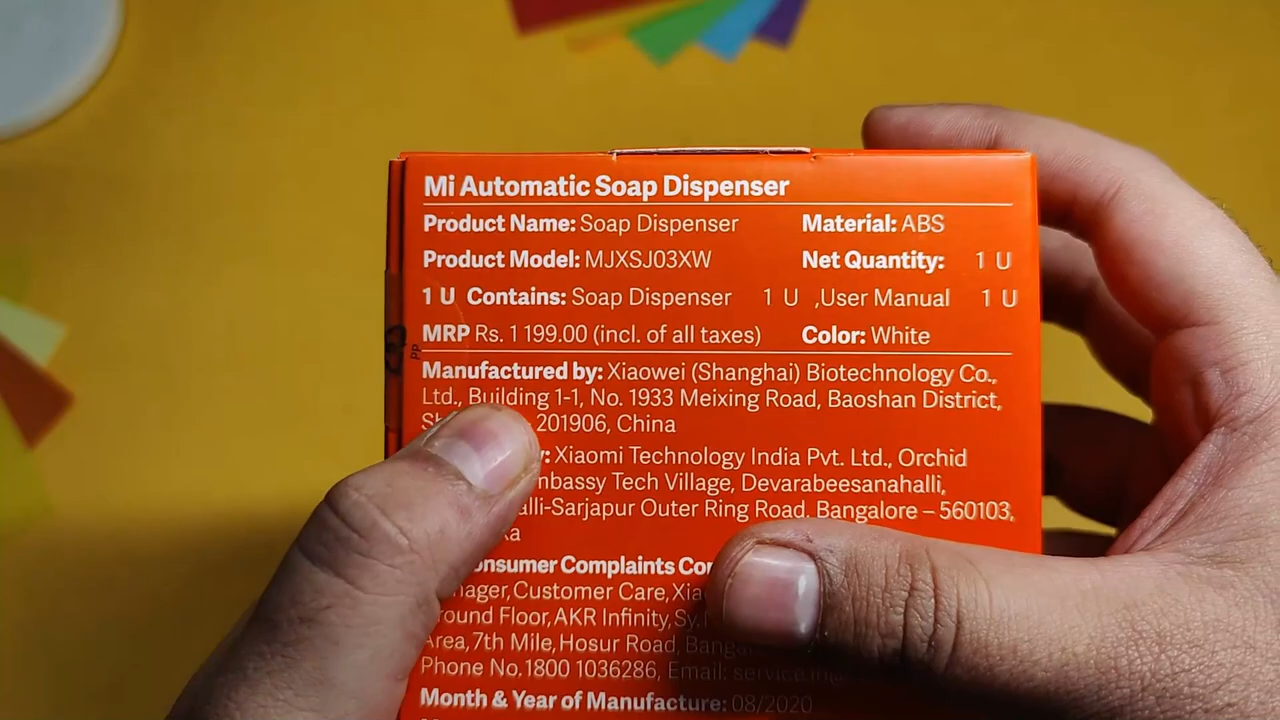 Mi Automatic Soap Dispenser
Product Name: Soap Dispenser Material: ABS
Product Model: MJXSJ03XW Net Quantity: 1 U
1 U Contains: Soap Dispenser 1 U ,User Manual 1 U
MRP Rs. 1 199.00 (incl. of all taxes) Color: White
PP
Manufactured by: Xiaowei (Shanghai) Biotechnology Co.,
Ltd., Building 1-1, No. 1933 Meixing Road, Baoshan District,
201906, China
Xiaomi Technology India Pvt. Ltd., Orchid
Tech Village, Devarabeesanahalli,
Outer Ring Road. Bangalore – 560103,
Complaints
Customer Care,
Floor, AKR Infinity,
Area, 7th Mile, Hosur Road,
Phone No. 1800 1036286, Email:
Month & Year of Manufacture: 08/2020